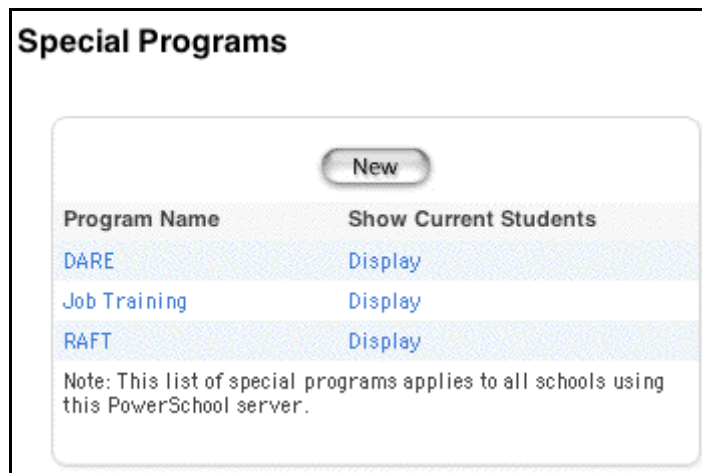 Special Programs
New
Program Name Show Current Students
DARE Display
Job Training Display
RAFT Display
Note: This list of special programs applies to all schools using
this PowerSchool server.